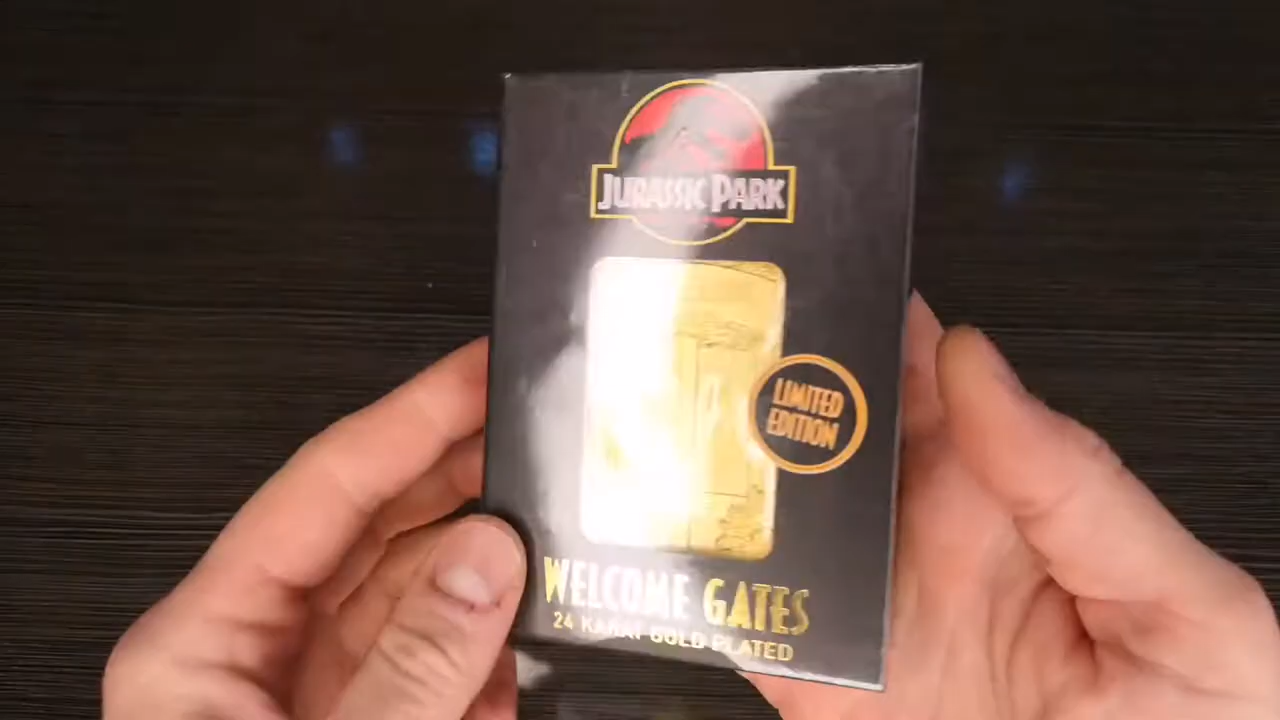 JURASSIC PARK
LIMITED
EDITION
WELCOME GATES
24 KARAT GOLD PLATED